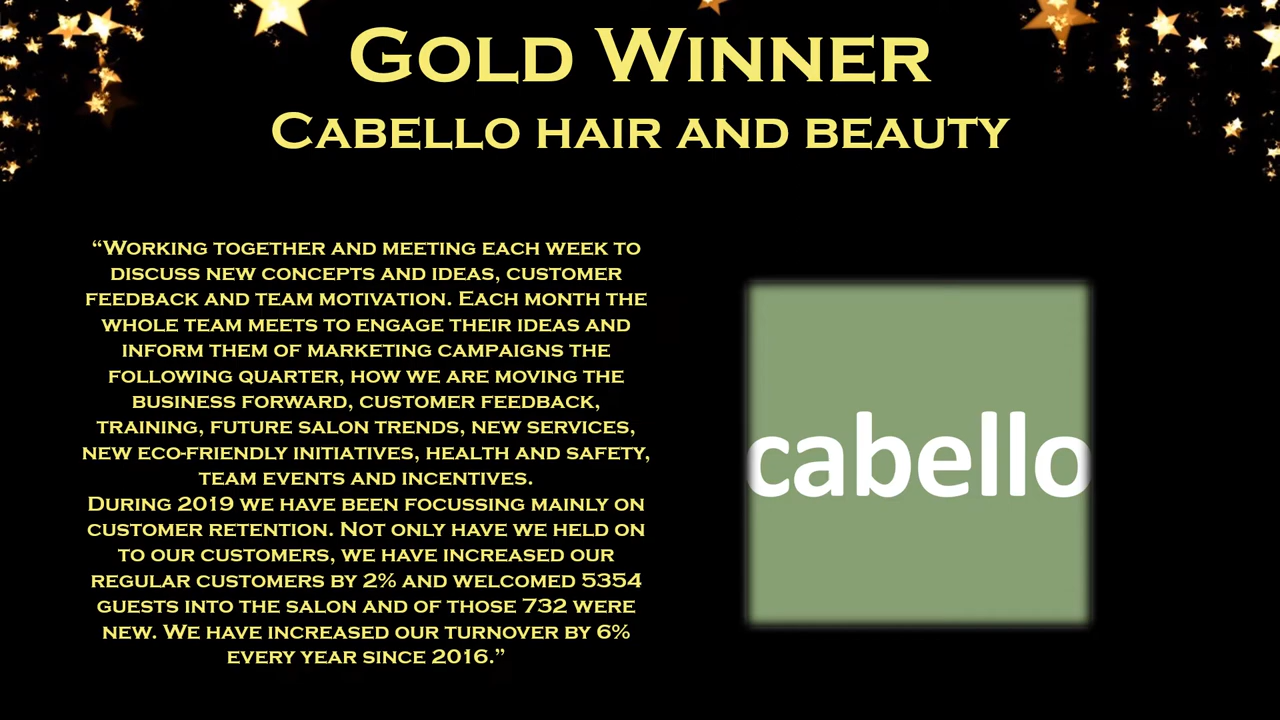 Gold Winner
Cabello hair and beauty
“Working together and meeting each week to
discuss new concepts and ideas, customer
feedback and team motivation. Each month the
whole team meets to engage their ideas and
inform them of marketing campaigns the
following quarter, how we are moving the
business forward, customer feedback,
training, future salon trends, new services,
new eco-friendly initiatives, health and safety,
team events and incentives.
During 2019 we have been focussing mainly on
customer retention. Not only have we held on
to our customers, we have increased our
regular customers by 2% and welcomed 5354
guests into the salon and of those 732 were
new. We have increased our turnover by 6%
every year since 2016.”
cabello